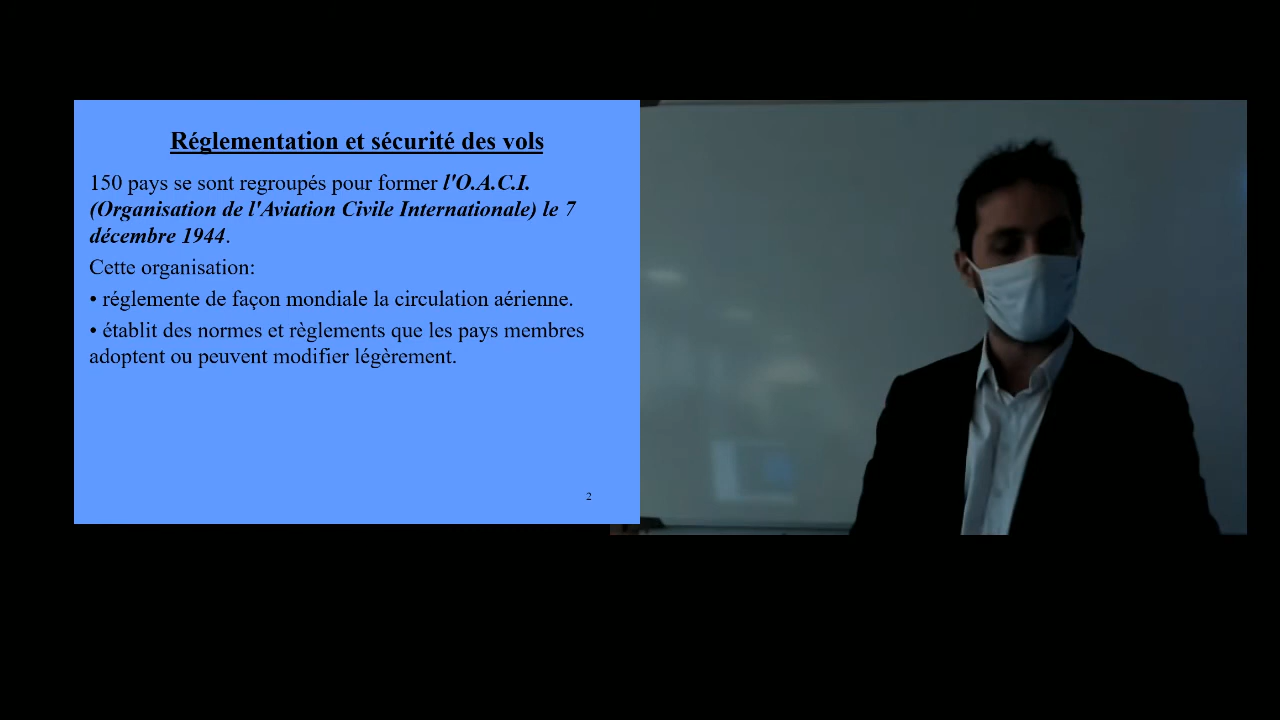 Réglementation et sécurité des vols
150 pays se sont regroupés pour former l'O.A.C.I.
(Organisation de l'Aviation Civile Internationale) le 7
décembre 1944.
Cette organisation:
• réglemente de façon mondiale la circulation aérienne.
• établit des normes et règlements que les pays membres
adoptent ou peuvent modifier légèrement.
2